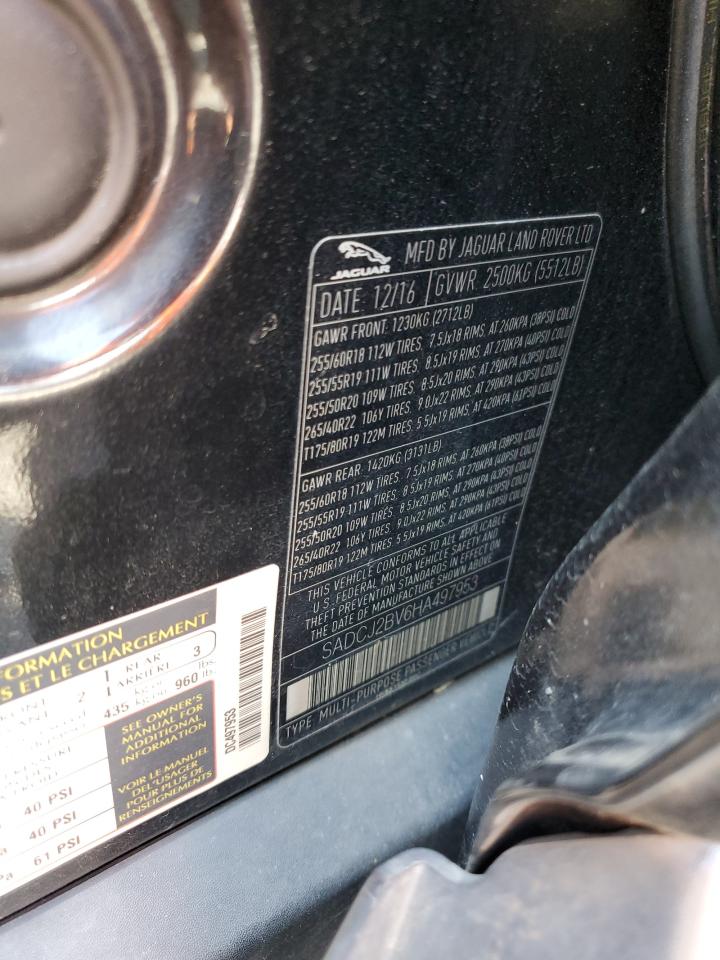 JAGUAR
MFD BY JAGUAR LAND ROVER LTD
DATE: 12/16 GVWR: 2500KG (5512LB)
GAWR FRONT: 1230KG (2712LB)
255/60R18 112W TIRES: 7.5Jx18 RIMS, AT 260KPA (38PSI) COLD
255/55R19 111W TIRES: 8.5Jx19 RIMS, AT 270KPA (40PSI) COLD
255/50R20 109W TIRES: 8.5Jx20 RIMS, AT 290KPA (43PSI) COLD
265/40R22 106Y TIRES: 9.0Jx22 RIMS, AT 290KPA (43PSI) COLD
T175/80R19 122M TIRES: 5.5Jx19 RIMS, AT 420KPA (61PSI) COLD
GAWR REAR: 1420KG (3131LB)
255/60R18 112W TIRES: 7.5Jx18 RIMS, AT 260KPA (38PSI) COLD
255/55R19 111W TIRES: 8.5Jx19 RIMS, AT 270KPA (40PSI) COLD
255/50R20 109W TIRES: 8.5Jx20 RIMS, AT 290KPA (43PSI) COLD
265/40R22 106Y TIRES: 9.0Jx22 RIMS, AT 290KPA (43PSI) COLD
T175/80R19 122M TIRES: 5.5Jx19 RIMS, AT 420KPA (61PSI) COLD
THIS VEHICLE CONFORMS TO ALL APPLICABLE
U.S. FEDERAL MOTOR VEHICLE SAFETY AND
THEFT PREVENTION STANDARDS IN EFFECT ON
THE DATE OF MANUFACTURE SHOWN ABOVE
SADCJ2BV6HA497953
TYPE: MULTI-PURPOSE PASSENGER VEHICLE
FORMATION
S ET LE CHARGEMENT
2 REAR
ARRIÈRE 3
435 kg 960 lb
SEE OWNER'S
MANUAL FOR
ADDITIONAL
INFORMATION
VOIR LE MANUEL
DE L'USAGER
POUR PLUS DE
RENSEIGNEMENTS
40 PSI
40 PSI
61 PSI
DC497953